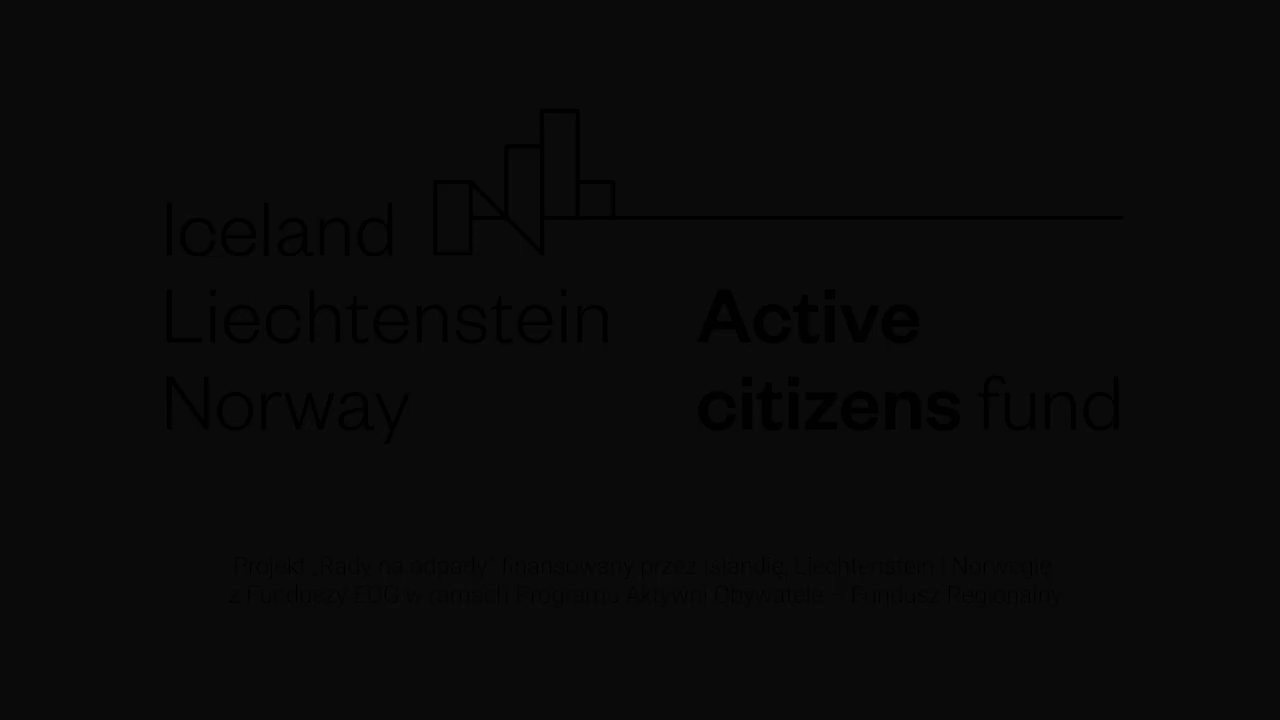 Iceland
Liechtenstein
Norway
Active
citizens fund
Projekt „Rady na odpady” finansowany przez Islandię, Liechtenstein i Norwegię
z Funduszy EOG w ramach Programu Aktywni Obywatele – Fundusz Regionalny